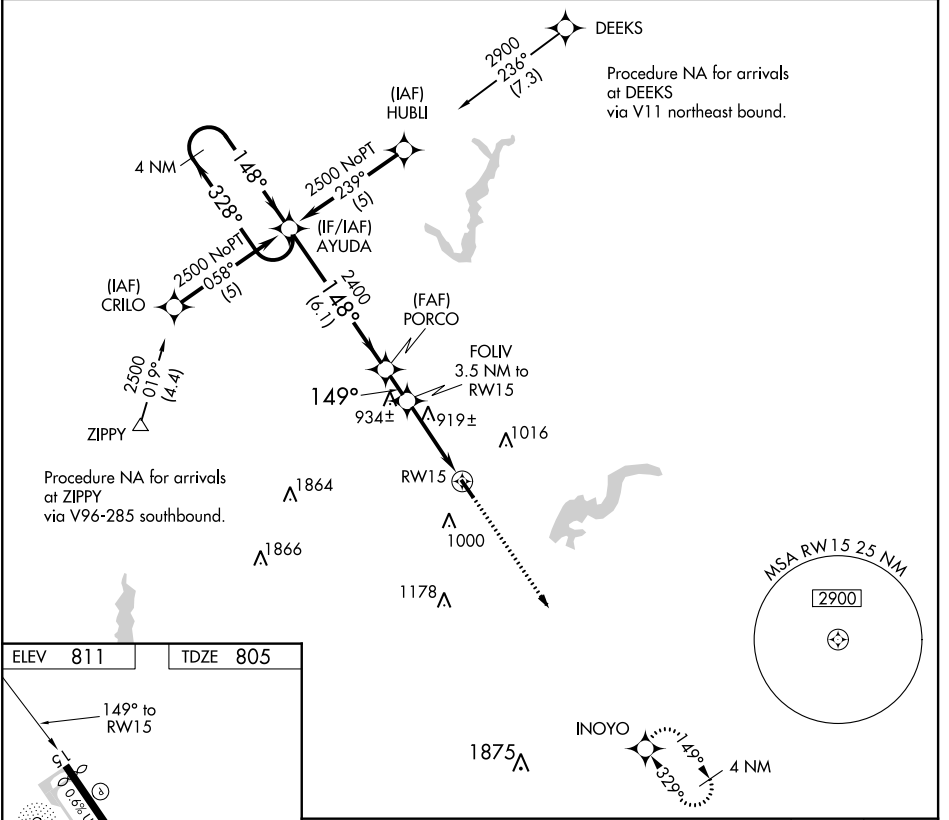 DEEKS
2900
236°
(7.3)
Procedure NA for arrivals
at DEEKS
via V11 northeast bound.
(IAF)
HUBLI
4 NM
148°
328°
2500 NoPT
239°
(5)
(IF/IAF)
AYUDA
2500 NoPT
058°
(5)
(IAF)
CRILO
2400
148°
(6.1)
(FAF)
PORCO
FOLIV
3.5 NM to
RW15
149°
934±
919±
1016
2500
019°
(4.4)
ZIPPY
RW15
Procedure NA for arrivals
at ZIPPY
via V96-285 southbound.
1864
1000
1866
1178
MSA RW15 25 NM
2900
ELEV 811
TDZE 805
149° to
RW15
15
P
0.6%
INOYO
149°
329°
4 NM
1875